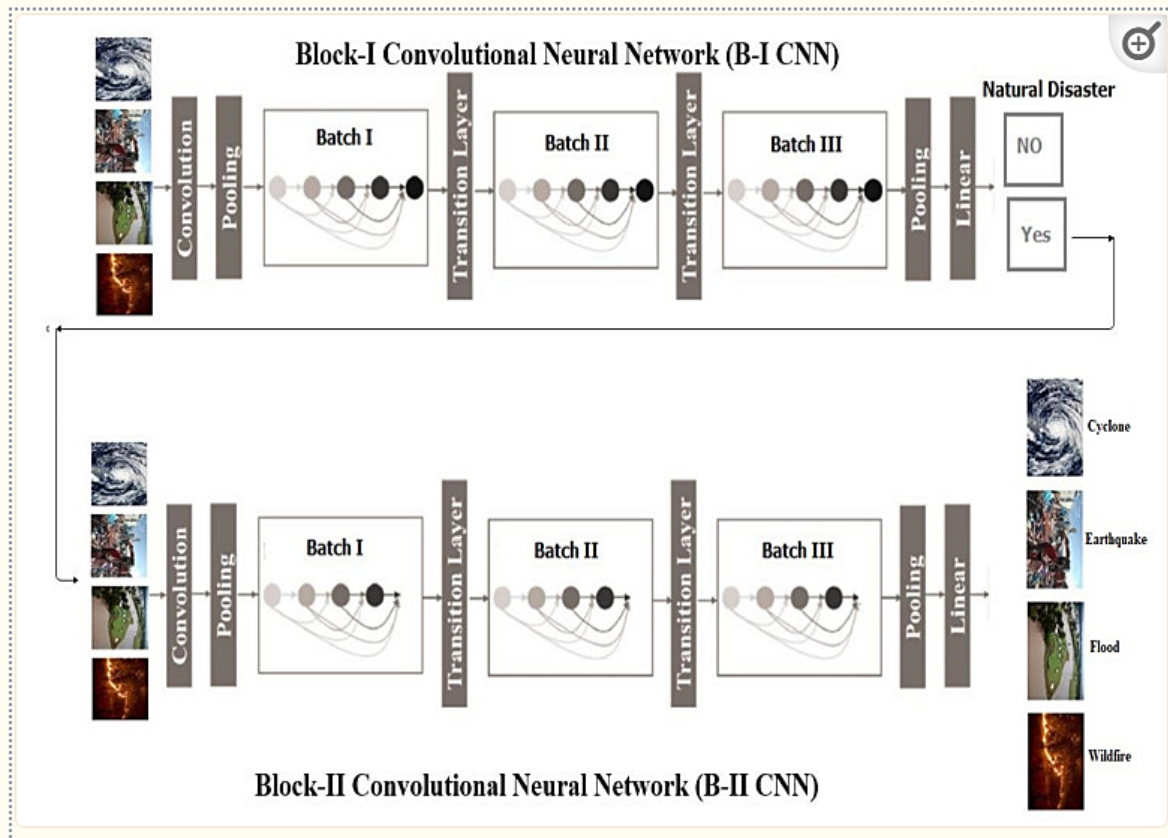 Block-I Convolutional Neural Network (B-I CNN)
Natural Disaster
Convolution
Pooling
Batch I
Transition Layer
Batch II
Transition Layer
Batch III
Pooling
Linear
NO
Yes
Convolution
Pooling
Batch I
Transition Layer
Batch II
Transition Layer
Batch III
Pooling
Linear
Cyclone
Earthquake
Flood
Wildfire
Block-II Convolutional Neural Network (B-II CNN)